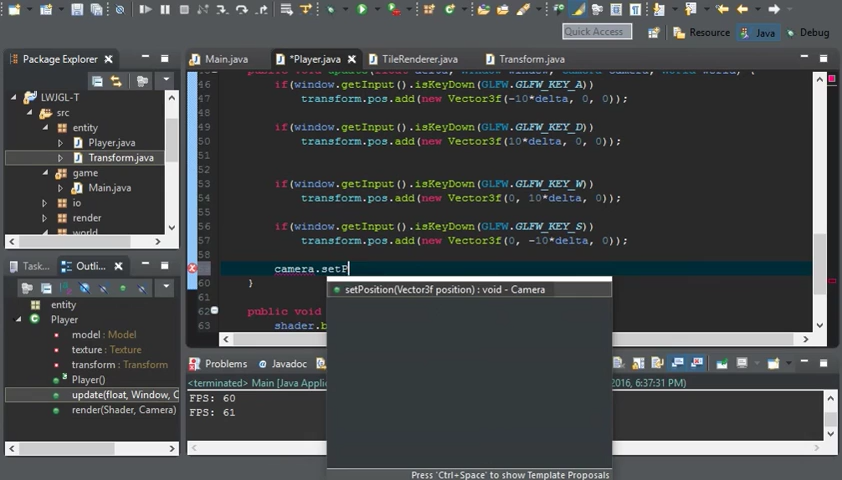 Quick Access
Resource
Java
Debug
Package Explorer
LWJGL-T
src
entity
Player.java
Transform.java
game
Main.java
io
render
world
Main.java
*Player.java
TileRenderer.java
Transform.java
46 if(window.getInput().isKeyDown(GLFW.GLFW_KEY_A))
47 transform.pos.add(new Vector3f(-10*delta, 0, 0));
48
49 if(window.getInput().isKeyDown(GLFW.GLFW_KEY_D))
50 transform.pos.add(new Vector3f(10*delta, 0, 0));
51
52
53 if(window.getInput().isKeyDown(GLFW.GLFW_KEY_W))
54 transform.pos.add(new Vector3f(0, 10*delta, 0));
55
56 if(window.getInput().isKeyDown(GLFW.GLFW_KEY_S))
57 transform.pos.add(new Vector3f(0, -10*delta, 0));
58
camera.setP
60 }
61
62 public void
63 shader.b
setPosition(Vector3f position) : void - Camera
Press 'Ctrl+Space' to show Template Proposals
Task...
Outli...
entity
Player
model : Model
texture : Texture
transform : Transform
Player()
update(float, Window, C
render(Shader, Camera)
Problems
Javadoc
<terminated> Main [Java Applic
2016, 6:37:31 PM)
FPS: 60
FPS: 61